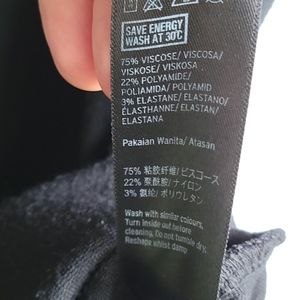 SAVE ENERGY
WASH AT 30°C
75% VISCOSE/ VISCOSA/
VISKOSE/ VISKOSA
22% POLYAMIDE/
POLIAMIDA/ POLYAMID
3% ELASTANE/ ELASTANO/
ELASTHANNE/ ELASTAN/
ELASTANA
Pakaian Wanita/ Atasan
75% 粘胶纤维/ ビスコース
22% 聚酰胺/ ナイロン
3% 氨纶/ ポリウレタン
Wash with similar colours.
Turn inside out before
cleaning. Do not tumble dry.
Reshape whilst damp